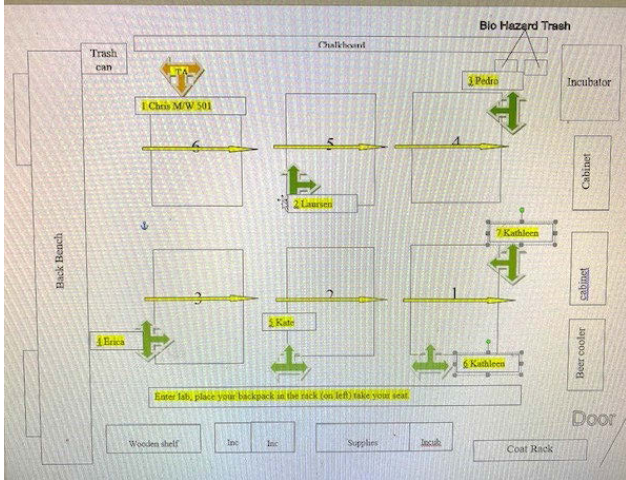 Bio Hazard Trash
Chalkboard
Trash
can
TA
3 Pedro
Incubator
1 Chris M/W 501
6
5
4
Cabinet
2 Laursen
7 Kathleen
Back Bench
3
2
1
cabinet
5 Kate
4 Erica
Beer cooler
6 Kathleen
Enter lab, place your backpack in the rack (on left) take your seat.
Door
Wooden shelf
Inc
Inc
Supplies
Incub
Coat Rack